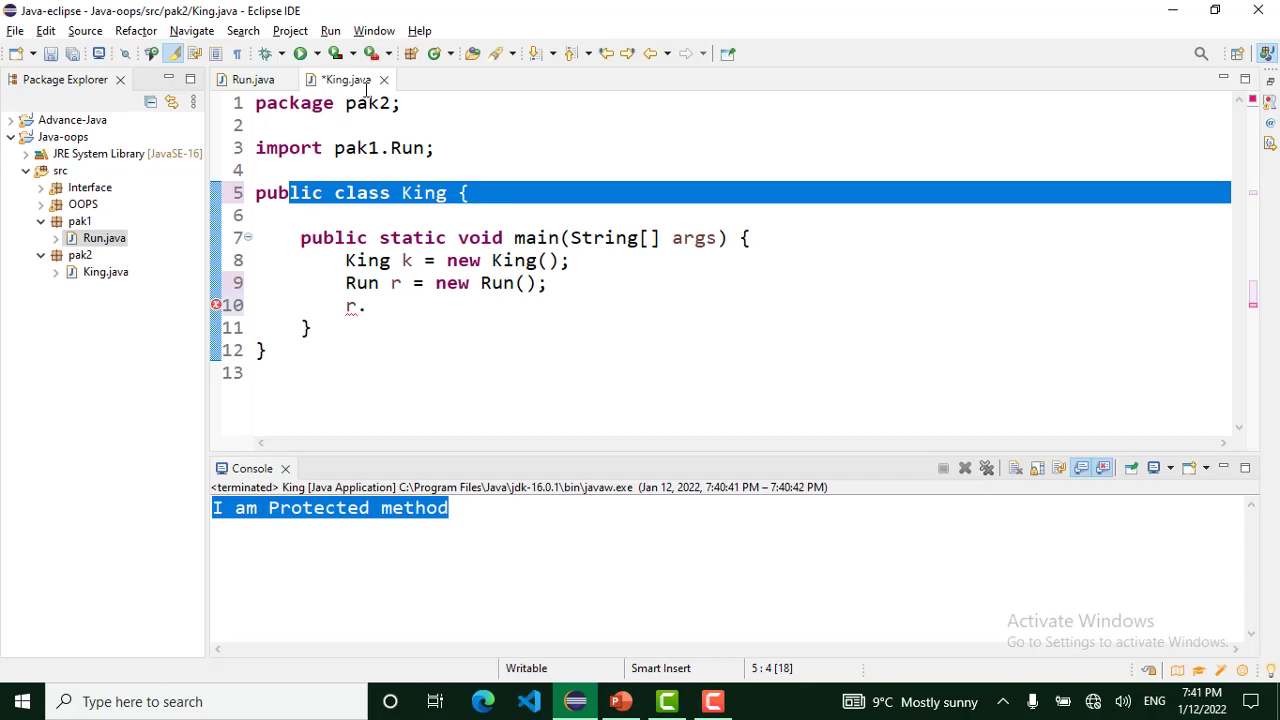 Java-eclipse - Java-oops/src/pak2/King.java - Eclipse IDE
File Edit Source Refactor Navigate Search Project Run Window Help
Package Explorer
Run.java *King.java
Advance-Java
Java-oops
JRE System Library [JavaSE-16]
src
Interface
OOPS
pak1
Run.java
pak2
King.java
1 package pak2;
2
3 import pak1.Run;
4
5 public class King {
6
7 public static void main(String[] args) {
8 King k = new King();
9 Run r = new Run();
10 r.
11 }
12 }
13
Console
<terminated> King [Java Application] C:\Program Files\Java\jdk-16.0.1\bin\javaw.exe (Jan 12, 2022, 7:40:41 PM – 7:40:42 PM)
I am Protected method
Activate Windows
Go to Settings to activate Windows.
Writable Smart Insert 5 : 4 [18]
Type here to search
9°C Mostly sunny
ENG
7:41 PM
1/12/2022